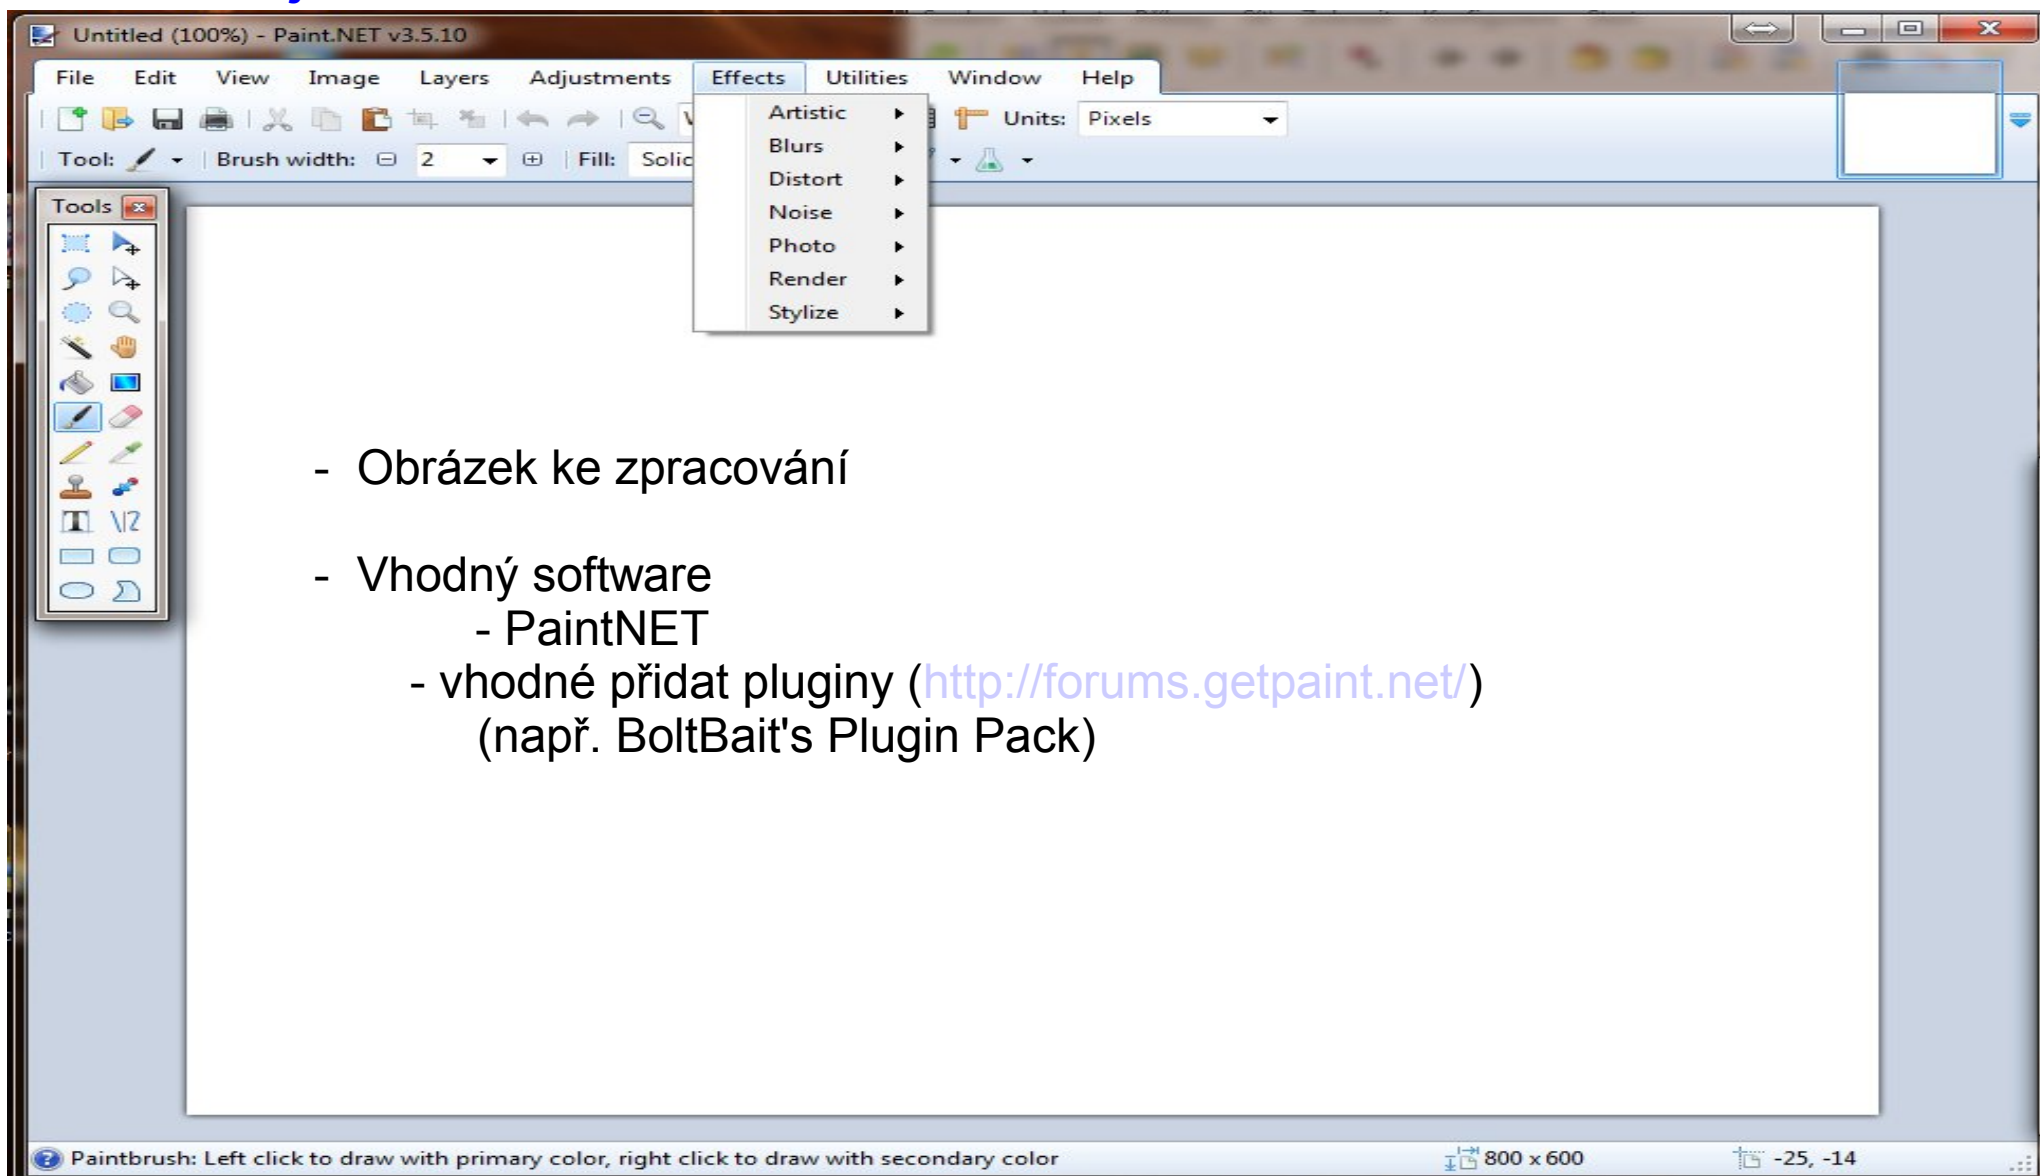 Untitled (100%) - Paint.NET v3.5.10
File Edit View Image Layers Adjustments Effects Utilities Window Help
Units: Pixels
Tool: Brush width: 2 Fill:
Artistic
Blurs
Distort
Noise
Photo
Render
Stylize
Tools
- Obrázek ke zpracování
- Vhodný software
- PaintNET
- vhodné přidat pluginy (http://forums.getpaint.net/)
(např. BoltBait's Plugin Pack)
Paintbrush: Left click to draw with primary color, right click to draw with secondary color 800 x 600 -25, -14